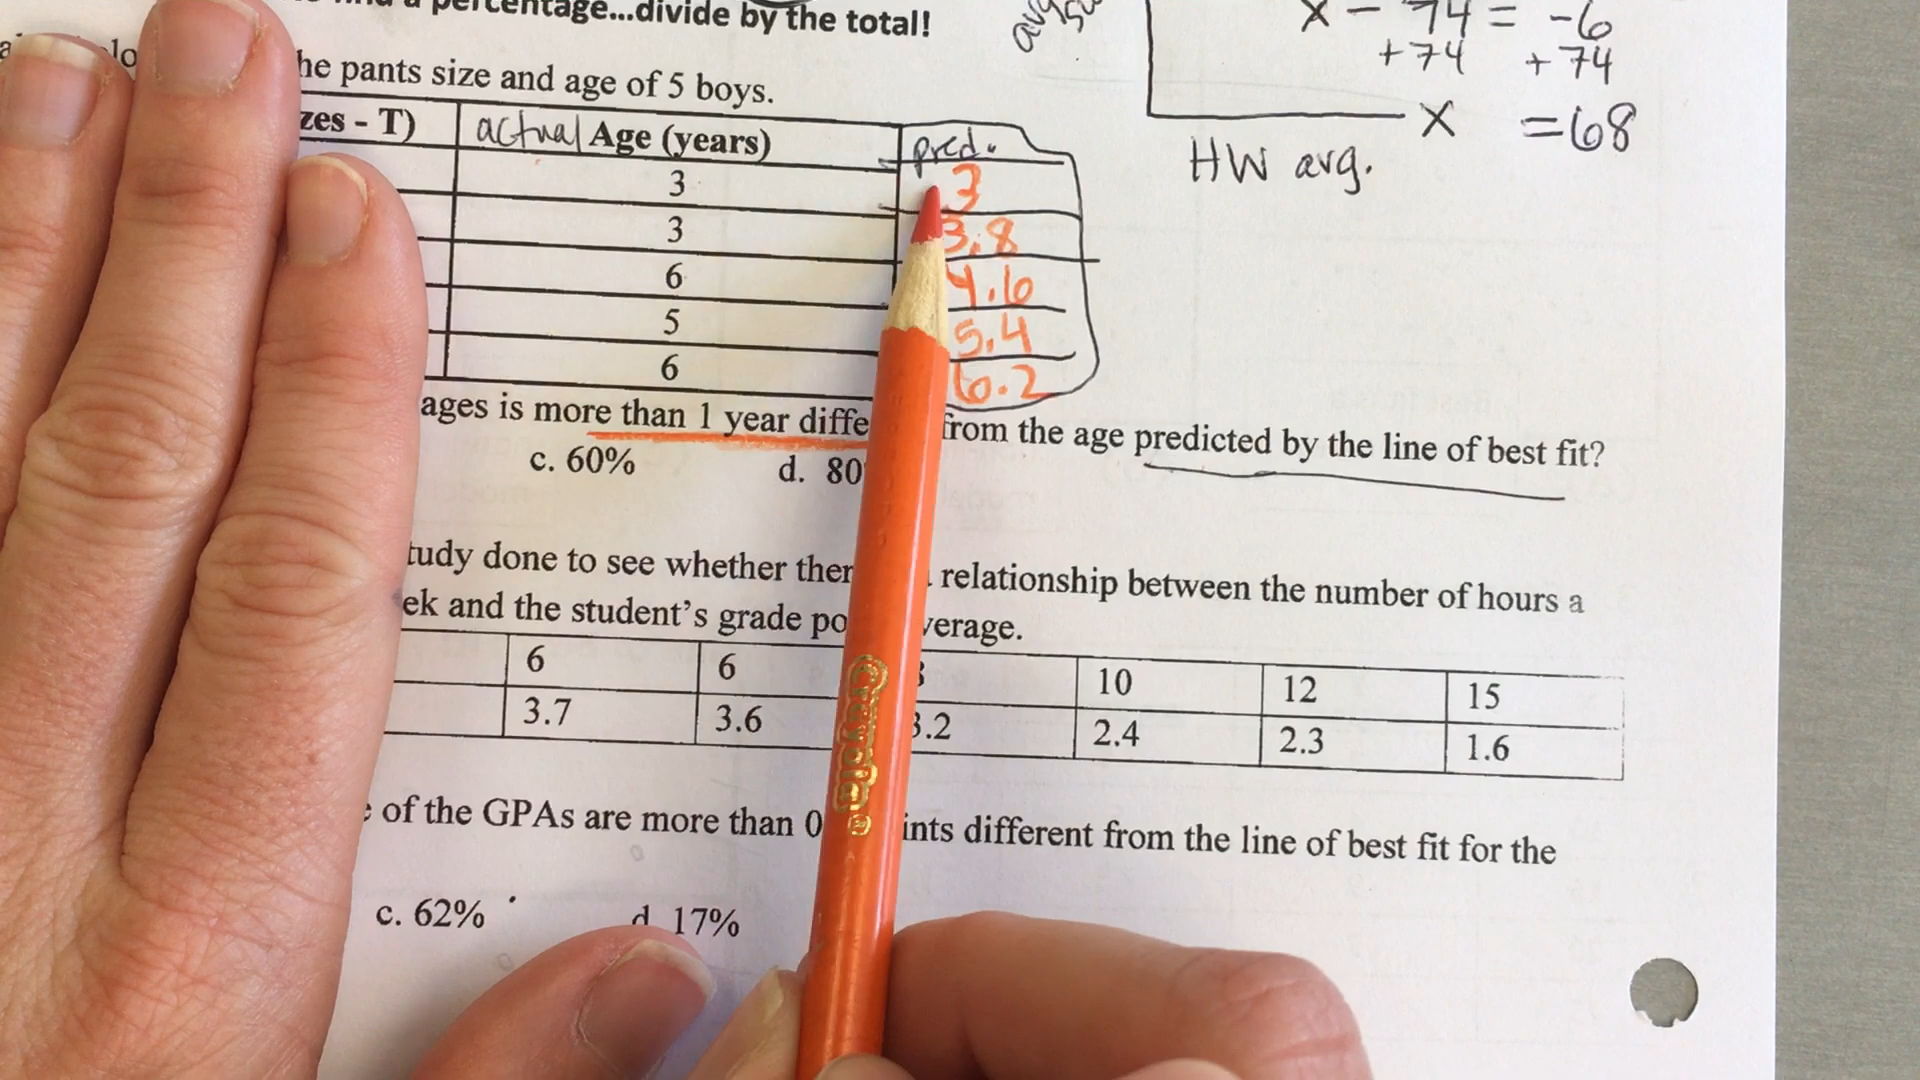 a percentage...divide by the total!
x - 74 = -6
+74 +74
x = 68
HW avg.
the pants size and age of 5 boys.
zes - T) actual Age (years) pred.
3 3
3 3.8
6 4.6
5 5.4
6 6.2
ages is more than 1 year diffe from the age predicted by the line of best fit?
c. 60% d. 80
tudy done to see whether ther relationship between the number of hours a
ek and the student's grade po verage.
6 6 10 12 15
3.7 3.6 3.2 2.4 2.3 1.6
of the GPAs are more than 0 ints different from the line of best fit for the
c. 62% d. 17%
Crayola®